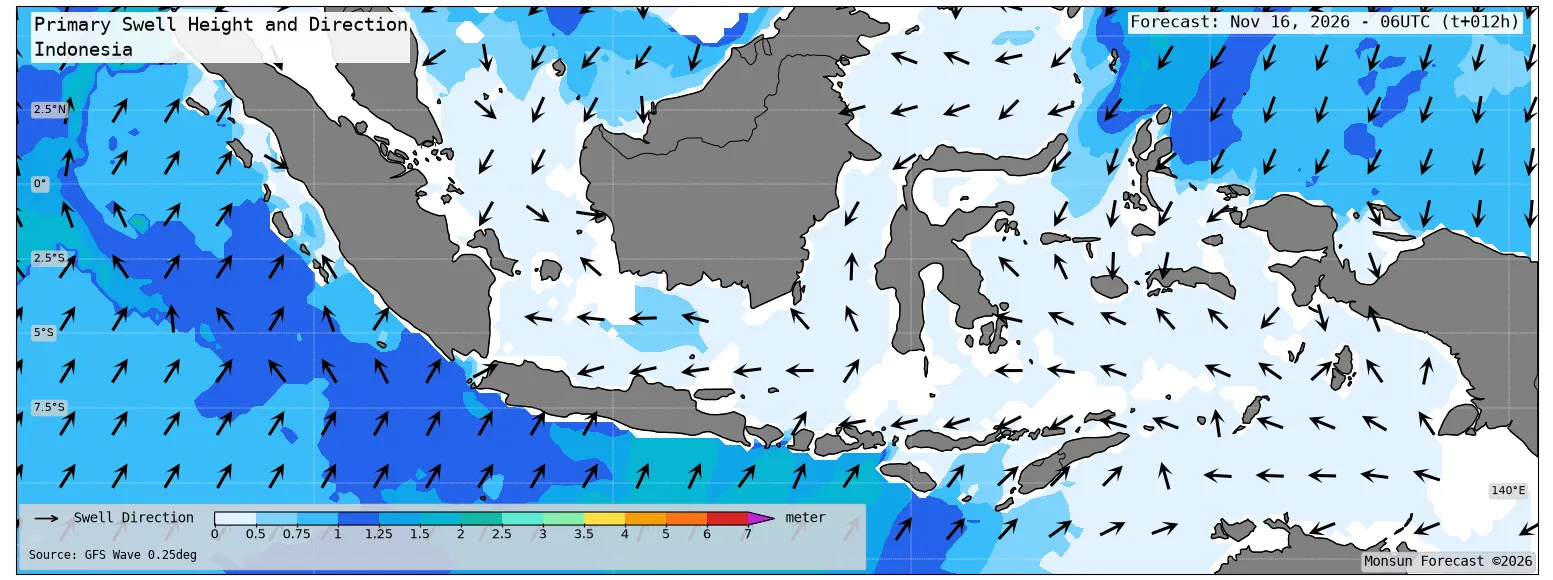 Primary Swell Height and Direction
Indonesia
Forecast: Nov 16, 2026 - 06UTC (t+012h)
2.5°N
0°
2.5°S
5°S
7.5°S
140°E
Swell Direction
meter
0 0.5 0.75 1 1.25 1.5 2 2.5 3 3.5 4 5 6 7
Source: GFS Wave 0.25deg
Monsun Forecast ©2026